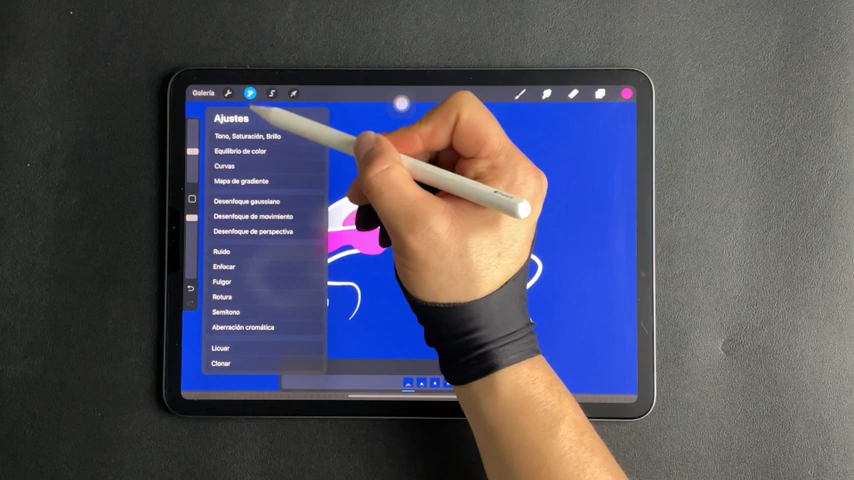 Galería
Ajustes
Tono, Saturación, Brillo
Equilibrio de color
Curvas
Mapa de gradiente
Desenfoque gaussiano
Desenfoque de movimiento
Desenfoque de perspectiva
Ruido
Enfocar
Fulgor
Rotura
Semitono
Aberración cromática
Licuar
Clonar